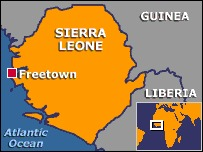 GUINEA
SIERRA
LEONE
Freetown
LIBERIA
Atlantic
Ocean